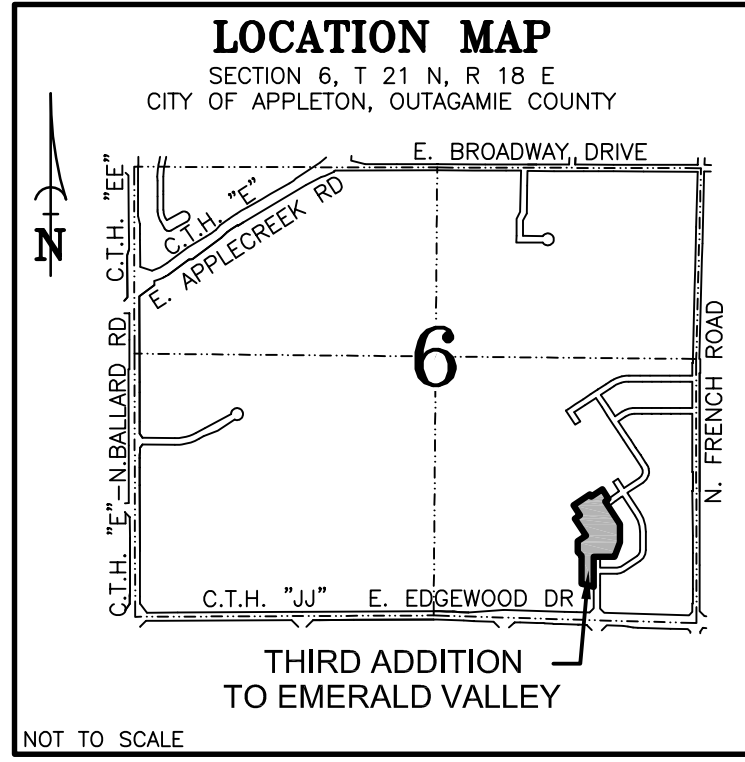 LOCATION MAP
SECTION 6, T 21 N, R 18 E
CITY OF APPLETON, OUTAGAMIE COUNTY
E. BROADWAY DRIVE
C.T.H. "EE"
C.T.H. "E"
E. APPLECREEK RD
N
6
C.T.H. "E"-N.BALLARD RD
N. FRENCH ROAD
C.T.H. "JJ" E. EDGEWOOD DR
THIRD ADDITION
TO EMERALD VALLEY
NOT TO SCALE